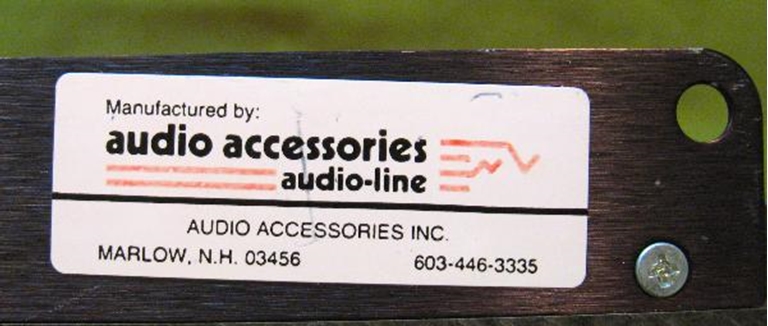 Manufactured by:
audio accessories
audio-line
AUDIO ACCESSORIES INC.
MARLOW, N.H. 03456 603-446-3335